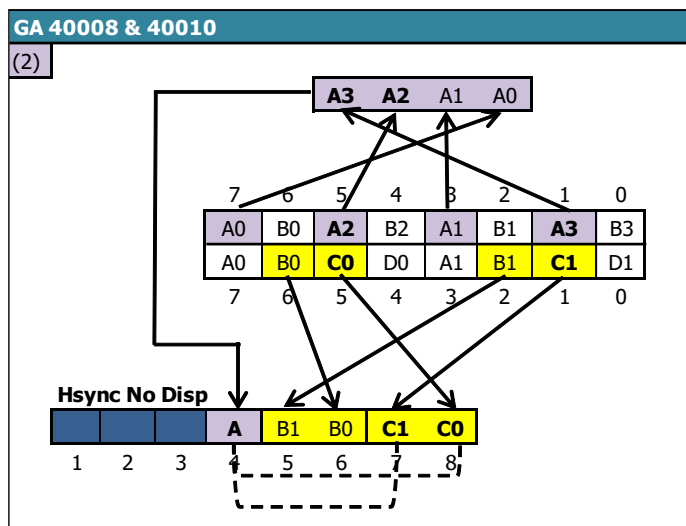 GA 40008 & 40010
(2)
A3 A2 A1 A0
7 6 5 4 3 2 1 0
A0 B0 A2 B2 A1 B1 A3 B3
A0 B0 C0 D0 A1 B1 C1 D1
7 6 5 4 3 2 1 0
Hsync No Disp
A B1 B0 C1 C0
1 2 3 4 5 6 7 8